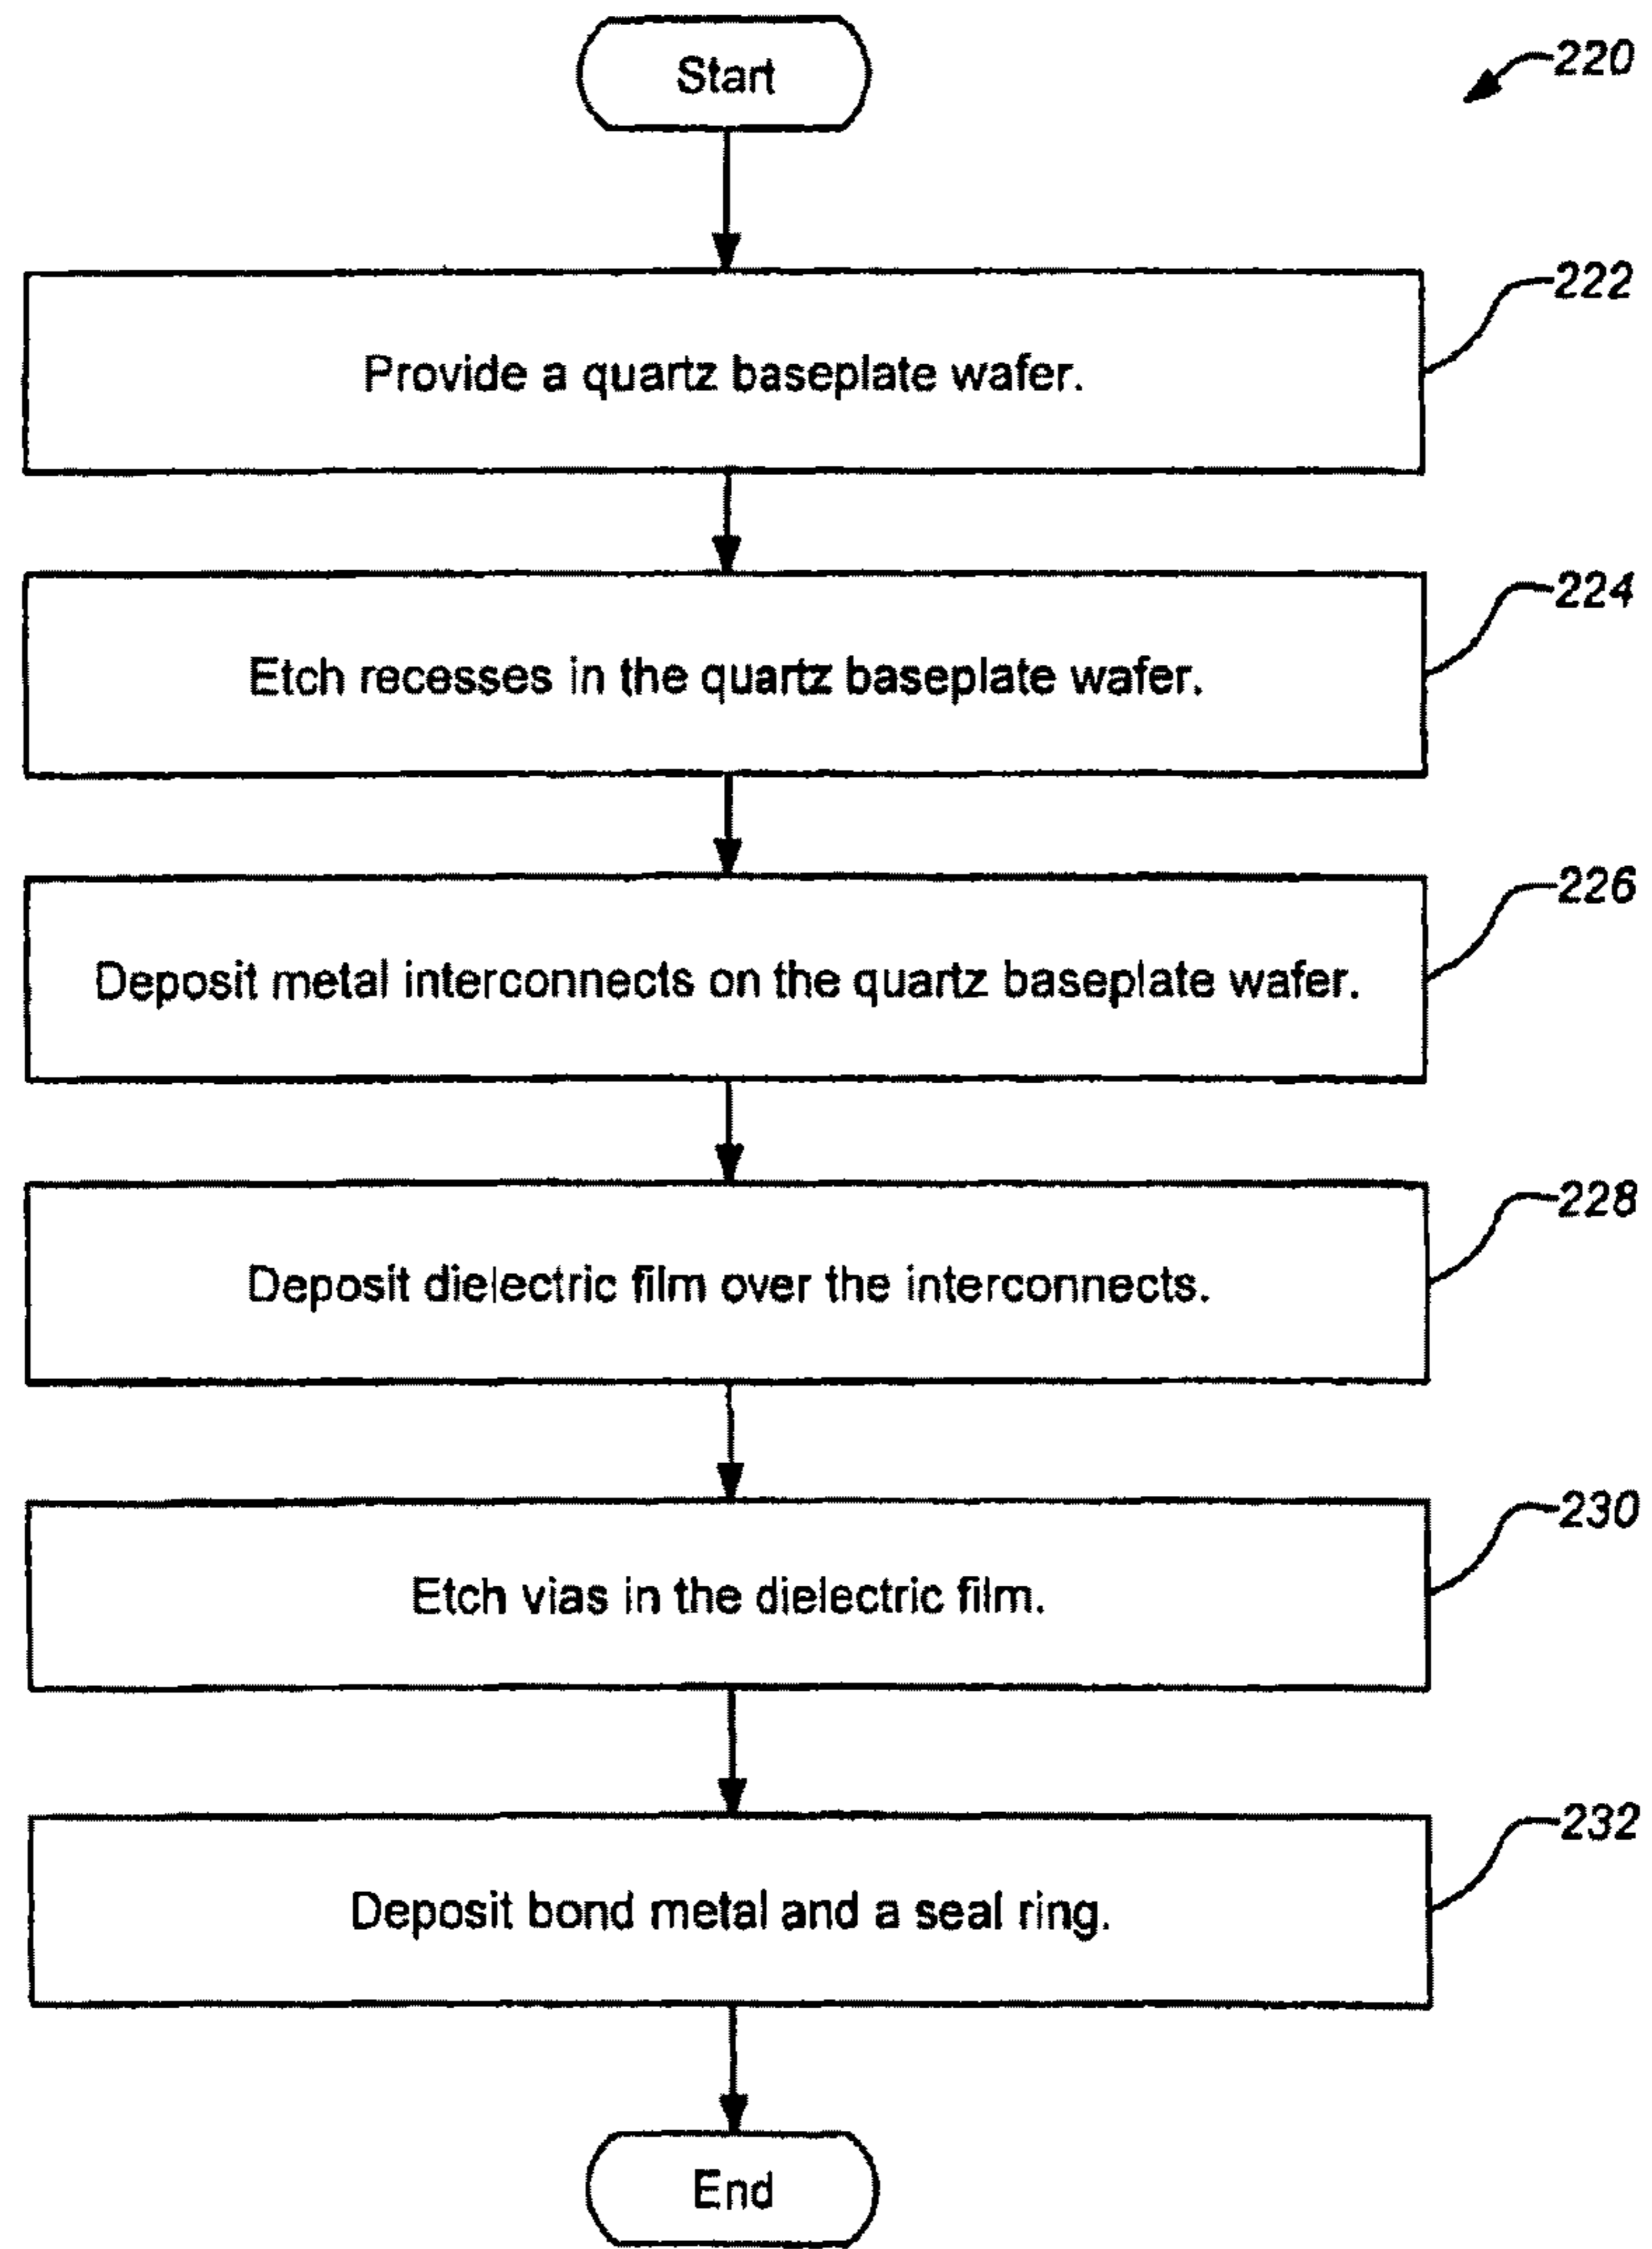 Start
220
222
Provide a quartz baseplate wafer.
224
Etch recesses in the quartz baseplate wafer.
226
Deposit metal interconnects on the quartz baseplate wafer.
228
Deposit dielectric film over the interconnects.
230
Etch vias in the dielectric film.
232
Deposit bond metal and a seal ring.
End